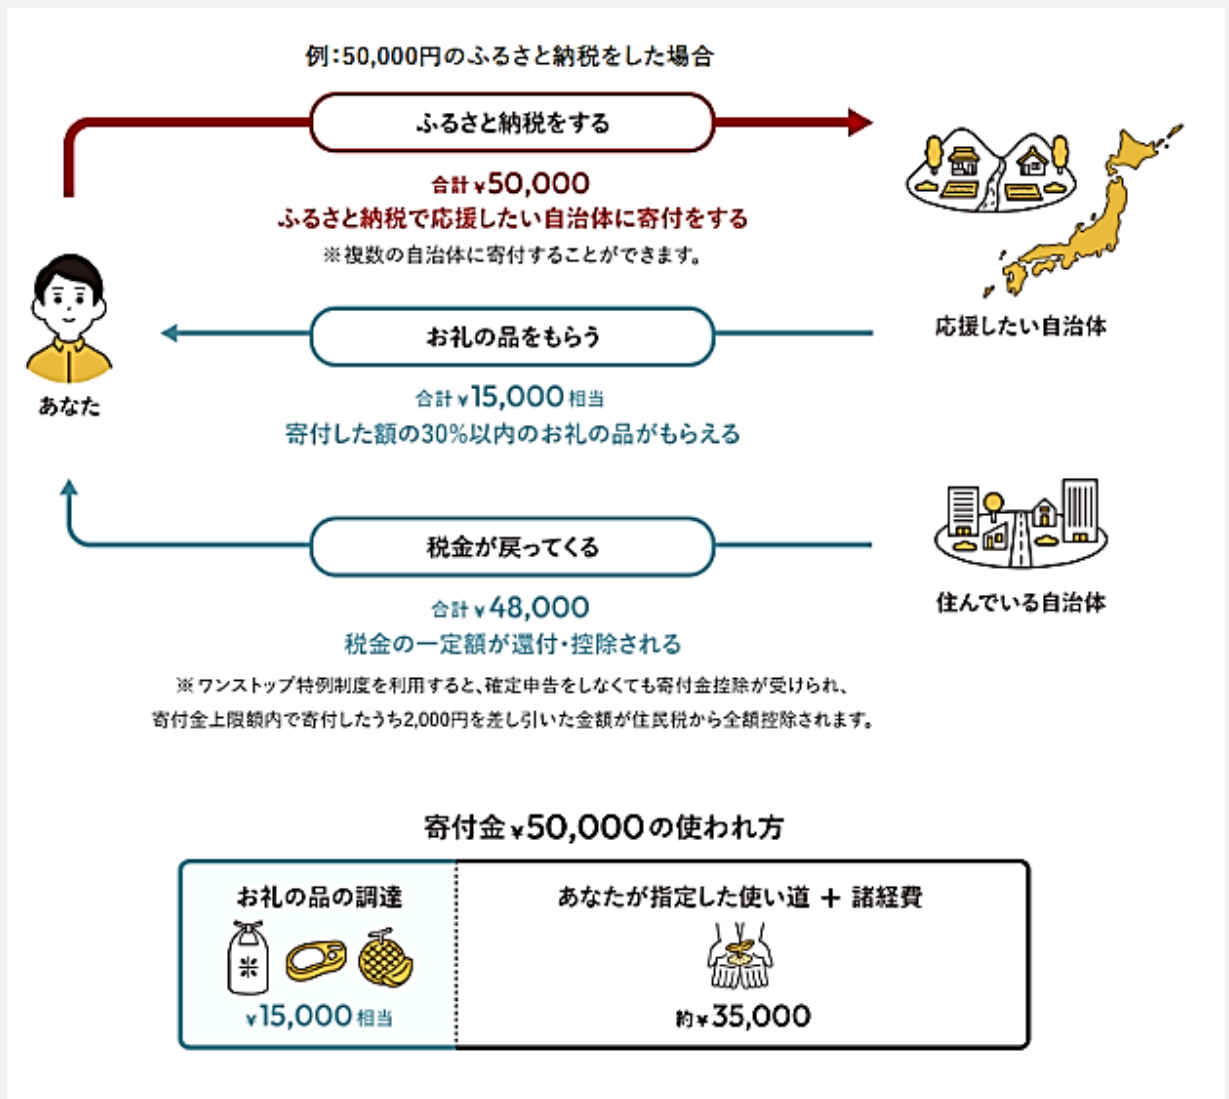 例：50,000円のふるさと納税をした場合
ふるさと納税をする
合計¥50,000
ふるさと納税で応援したい自治体に寄付をする
※複数の自治体に寄付することができます。
応援したい自治体
お礼の品をもらう
あなた
合計¥15,000相当
寄付した額の30%以内のお礼の品がもらえる
税金が戻ってくる
合計¥48,000
住んでいる自治体
税金の一定額が還付・控除される
※ワンストップ特例制度を利用すると、確定申告をしなくても寄付金控除が受けられ、
寄付金上限額内で寄付したうち2,000円を差し引いた金額が住民税から全額控除されます。
寄付金¥50,000の使われ方
お礼の品の調達
米
¥15,000相当
あなたが指定した使い道 + 諸経費
約¥35,000